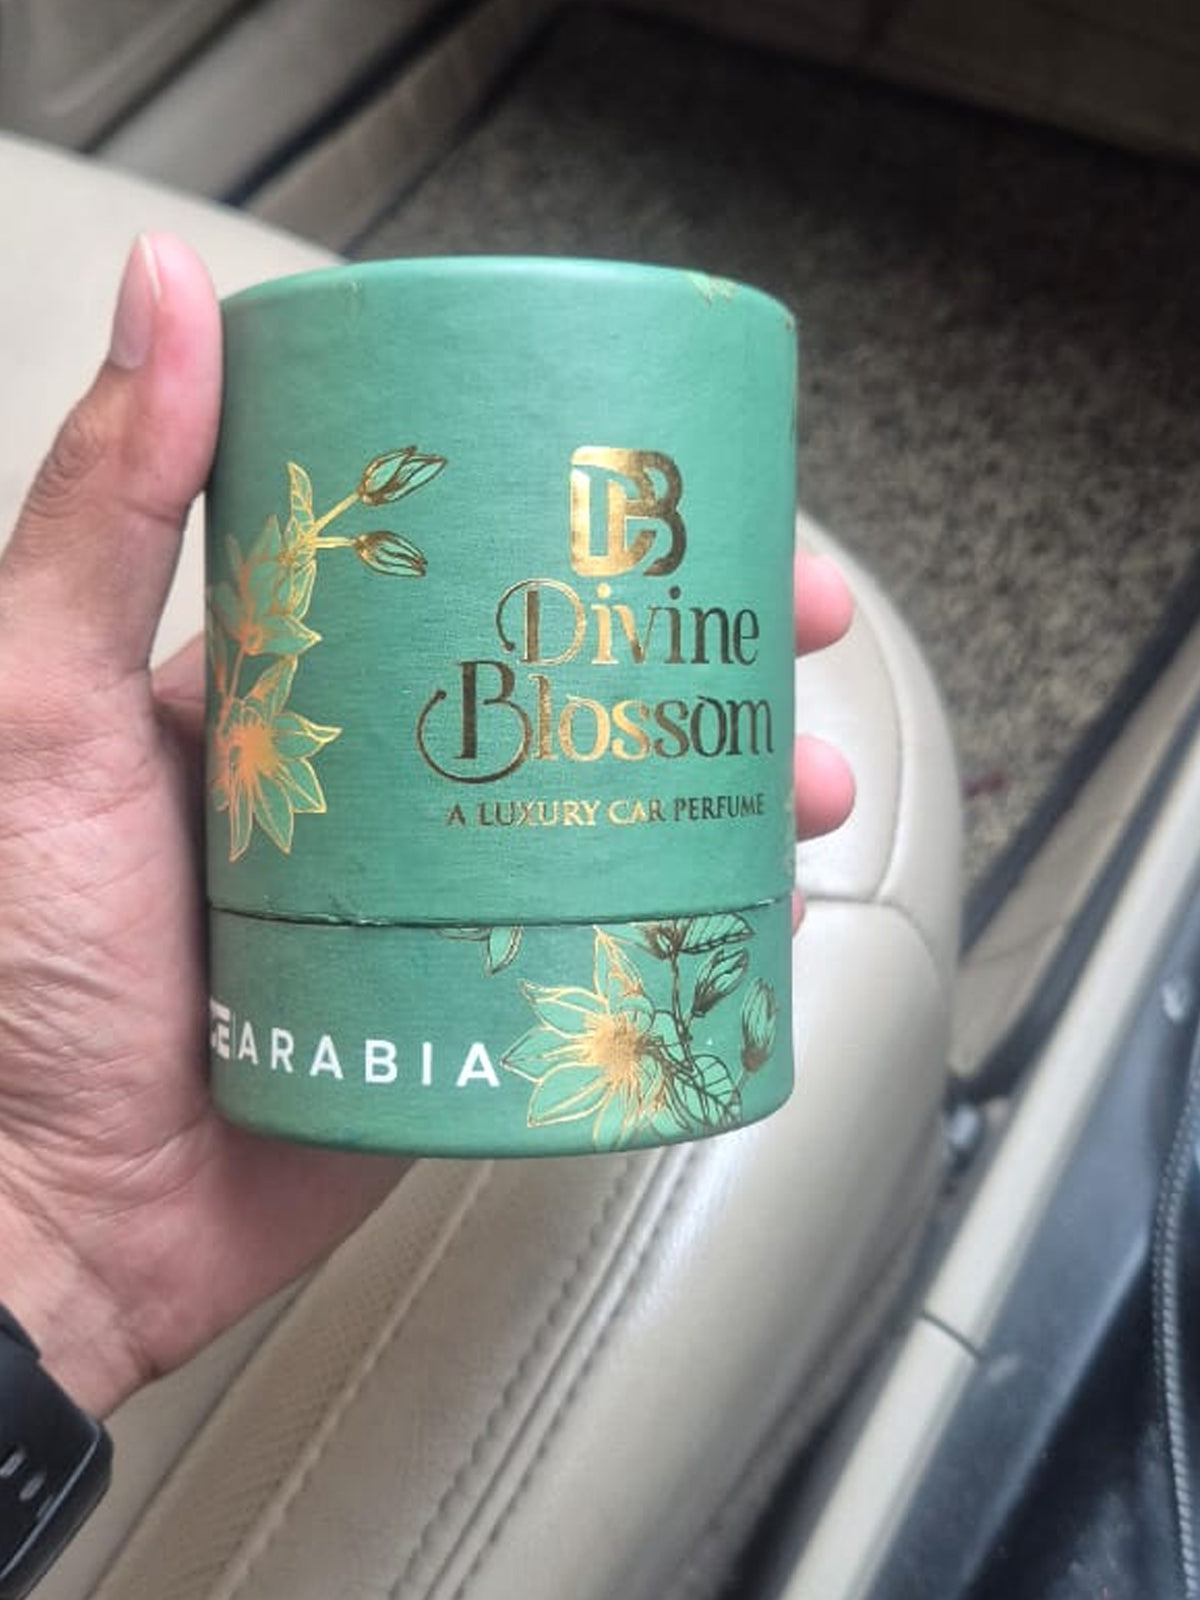 DB
Divine
Blossom
A LUXURY CAR PERFUME
ARABIA